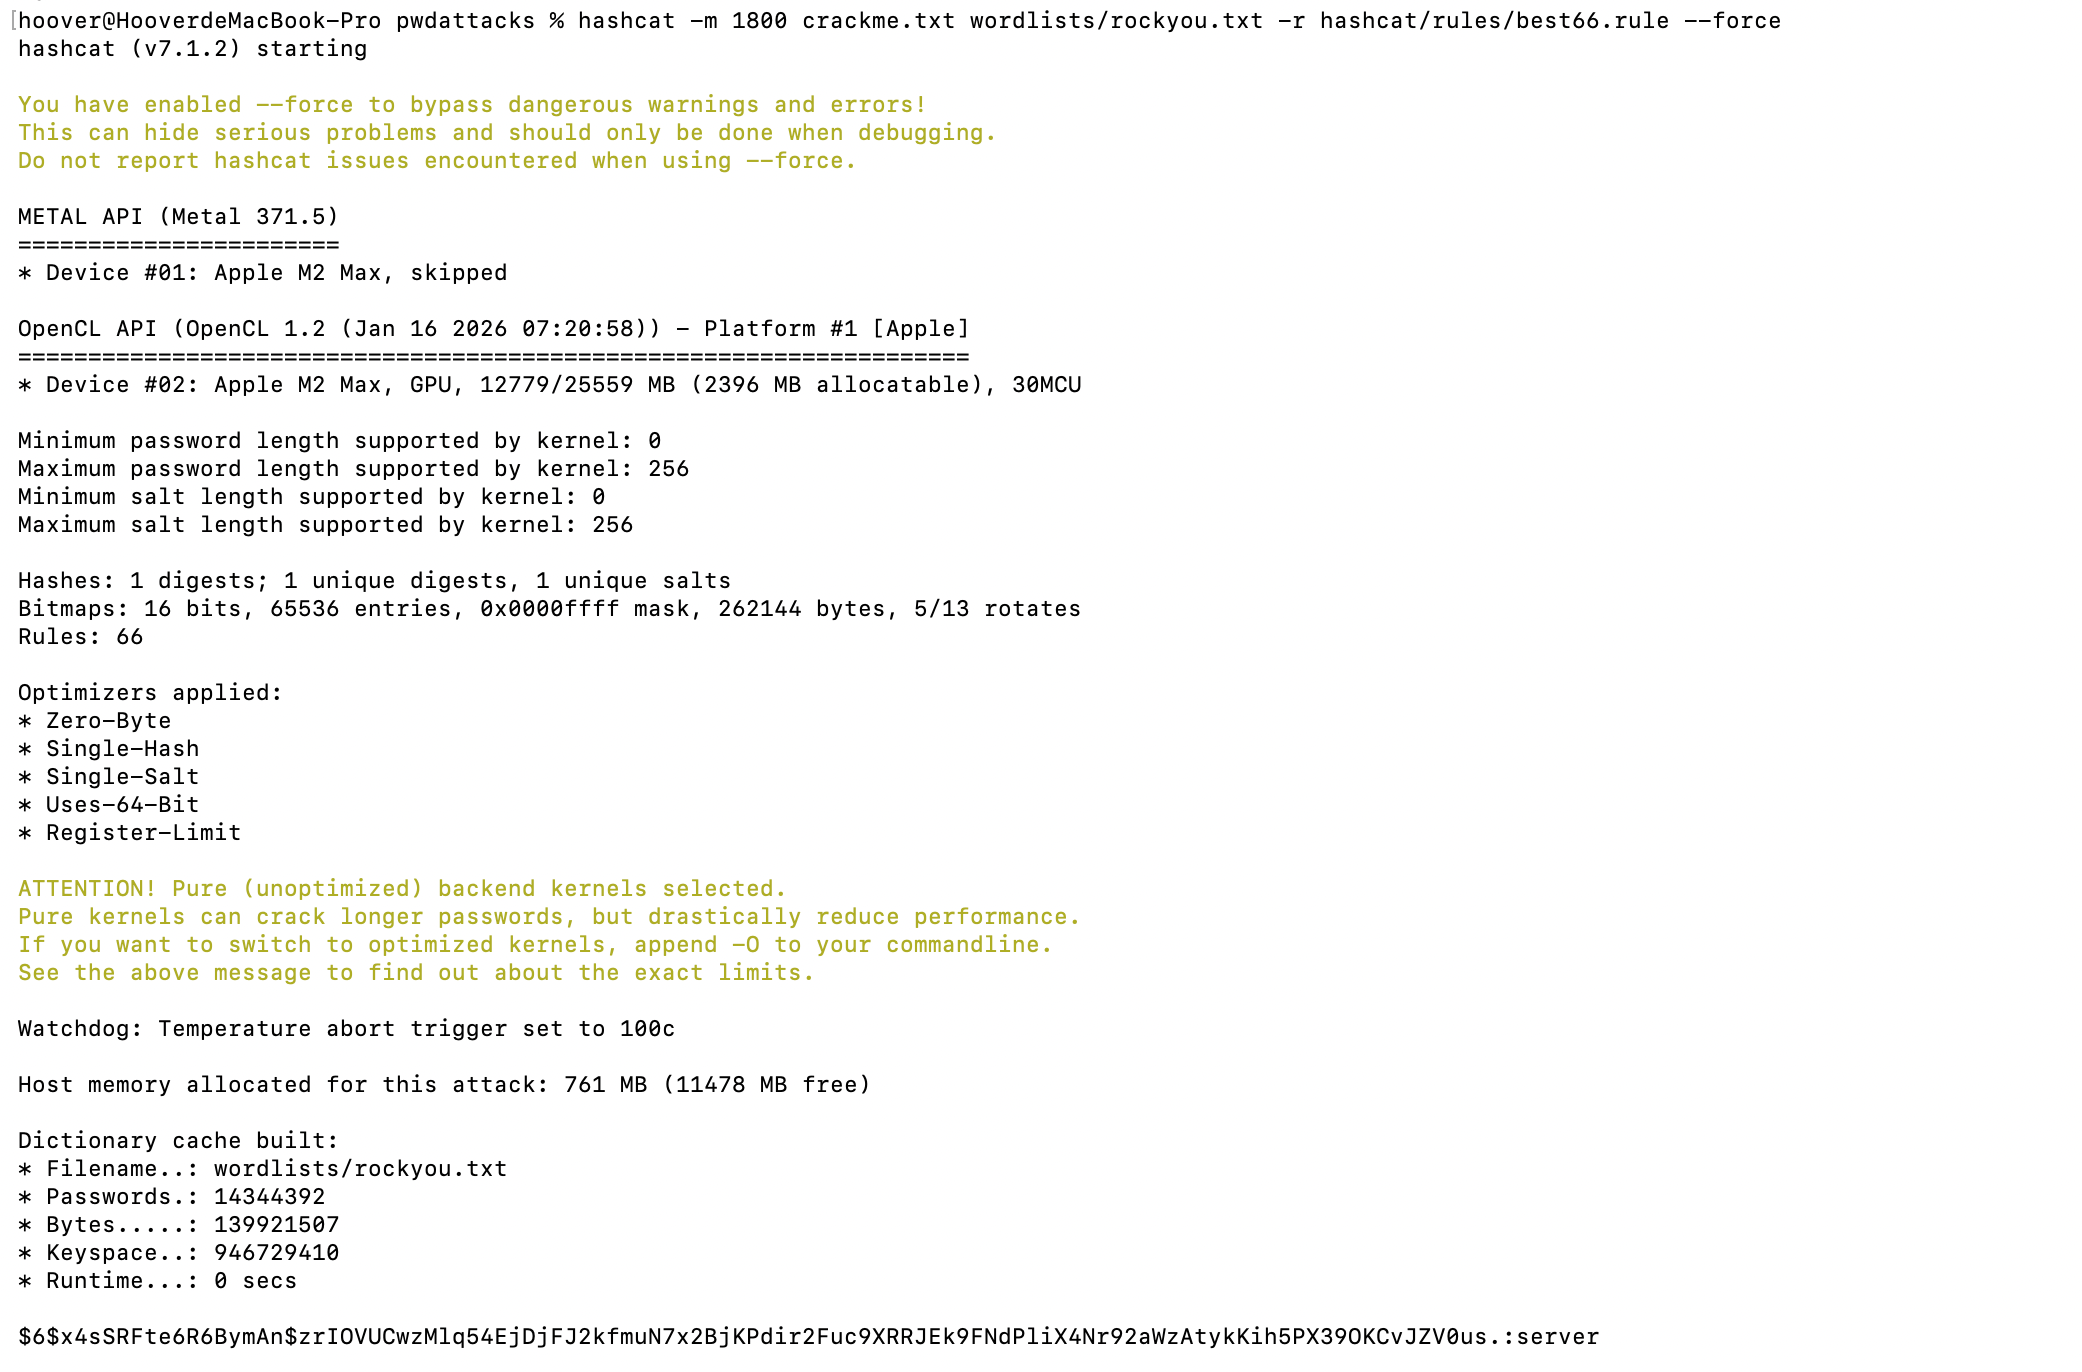 hoover@HooverdeMacBook-Pro pwdattacks % hashcat -m 1800 crackme.txt wordlists/rockyou.txt -r hashcat/rules/best66.rule --force
hashcat (v7.1.2) starting
You have enabled --force to bypass dangerous warnings and errors!
This can hide serious problems and should only be done when debugging.
Do not report hashcat issues encountered when using --force.
METAL API (Metal 371.5)
=======================
* Device #01: Apple M2 Max, skipped
OpenCL API (OpenCL 1.2 (Jan 16 2026 07:20:58)) - Platform #1 [Apple]
====================================================================
* Device #02: Apple M2 Max, GPU, 12779/25559 MB (2396 MB allocatable), 30MCU
Minimum password length supported by kernel: 0
Maximum password length supported by kernel: 256
Minimum salt length supported by kernel: 0
Maximum salt length supported by kernel: 256
Hashes: 1 digests; 1 unique digests, 1 unique salts
Bitmaps: 16 bits, 65536 entries, 0x0000ffff mask, 262144 bytes, 5/13 rotates
Rules: 66
Optimizers applied:
* Zero-Byte
* Single-Hash
* Single-Salt
* Uses-64-Bit
* Register-Limit
ATTENTION! Pure (unoptimized) backend kernels selected.
Pure kernels can crack longer passwords, but drastically reduce performance.
If you want to switch to optimized kernels, append -O to your commandline.
See the above message to find out about the exact limits.
Watchdog: Temperature abort trigger set to 100c
Host memory allocated for this attack: 761 MB (11478 MB free)
Dictionary cache built:
* Filename..: wordlists/rockyou.txt
* Passwords.: 14344392
* Bytes.....: 139921507
* Keyspace..: 946729410
* Runtime...: 0 secs
$6$x4sSRFte6R6BymAn$zrIOVUCwzMlq54EjDjFJ2kfmuN7x2BjKPdir2Fuc9XRRJEk9FNdPliX4Nr92aWzAtykKih5PX39OKCvJZV0us.:server